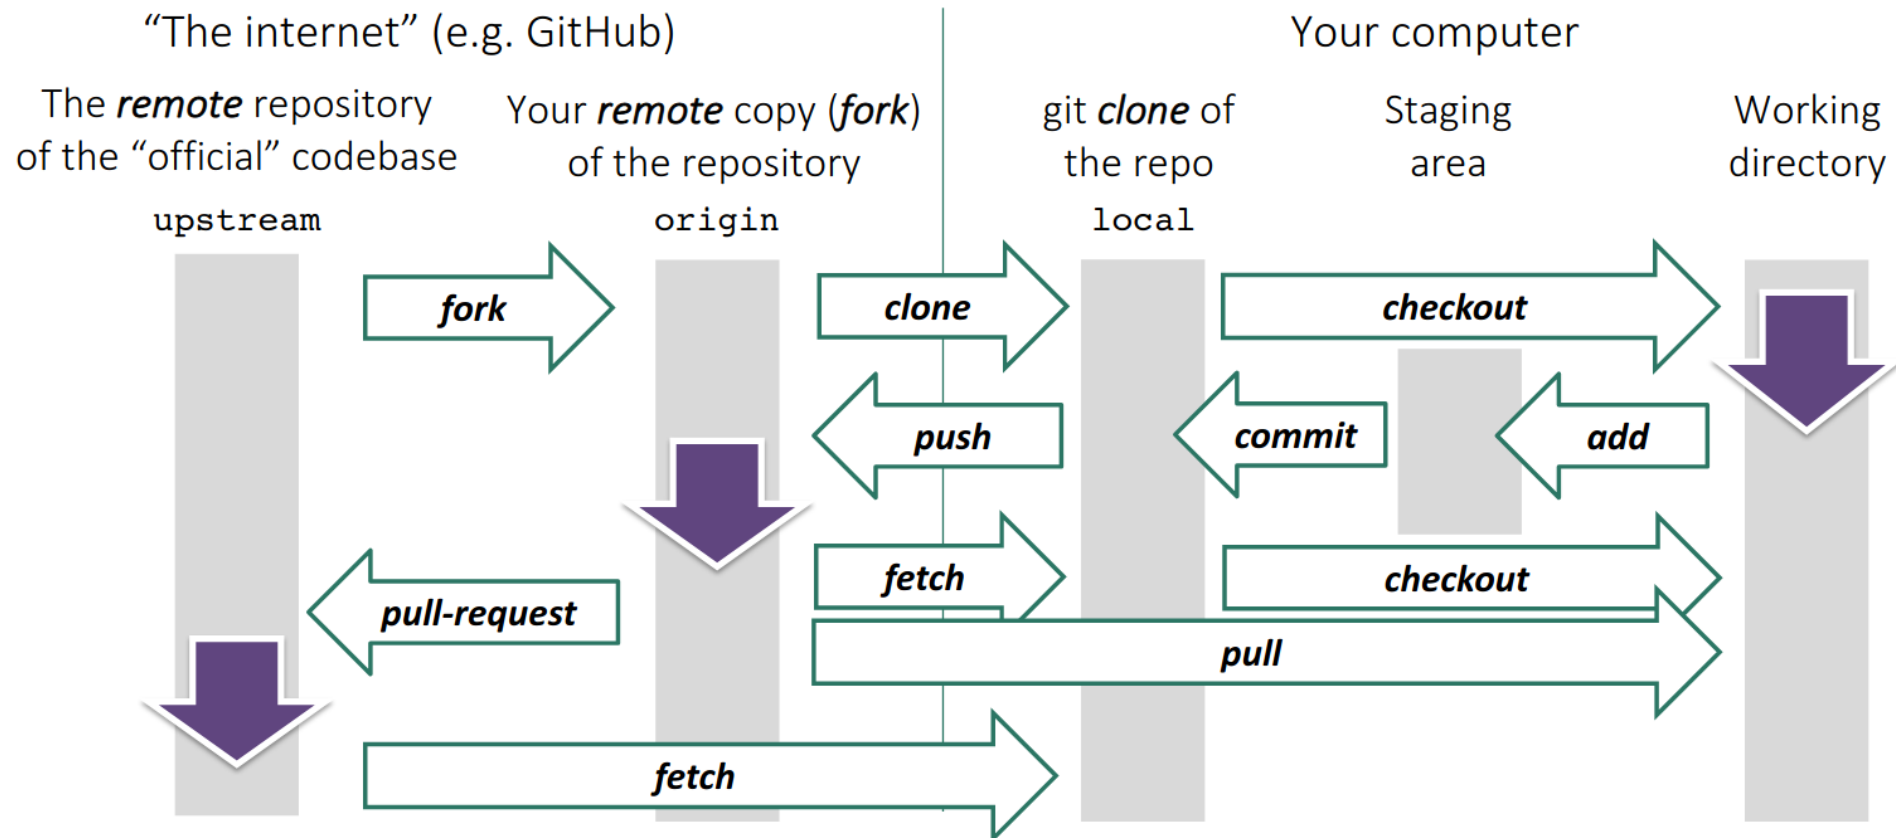 “The internet” (e.g. GitHub)
Your computer
The remote repository
of the “official” codebase
upstream
Your remote copy (fork)
of the repository
origin
git clone of
the repo
local
Staging
area
Working
directory
fork
clone
checkout
push
commit
add
fetch
checkout
pull-request
pull
fetch